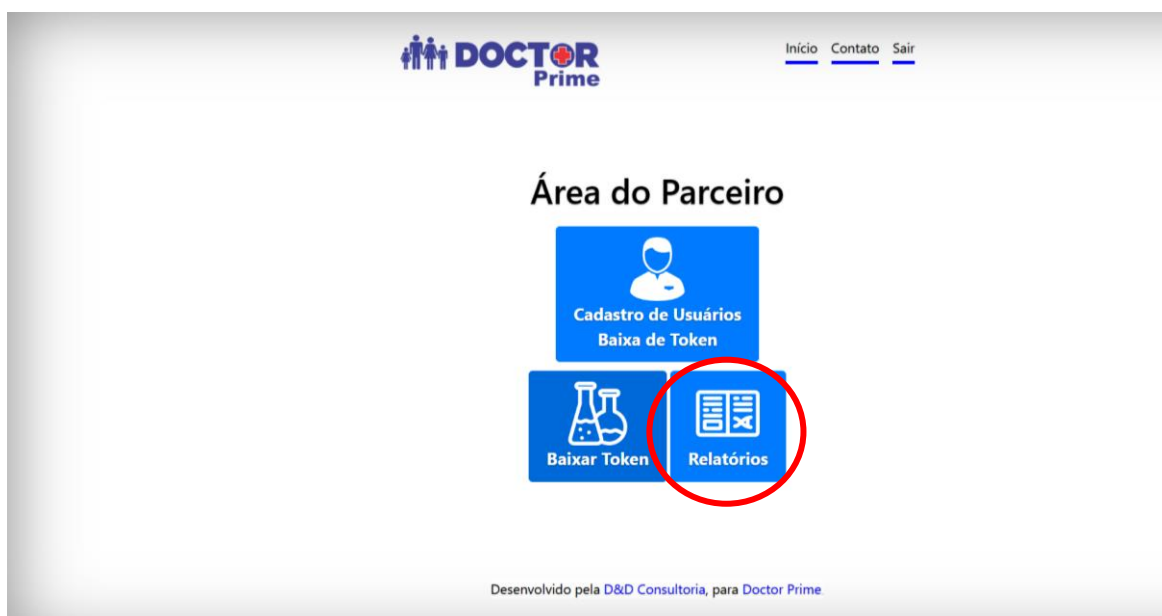 DOCTOR
Prime
Início Contato Sair
Área do Parceiro
Cadastro de Usuários
Baixa de Token
Baixar Token
Relatórios
Desenvolvido pela D&D Consultoria, para Doctor Prime.